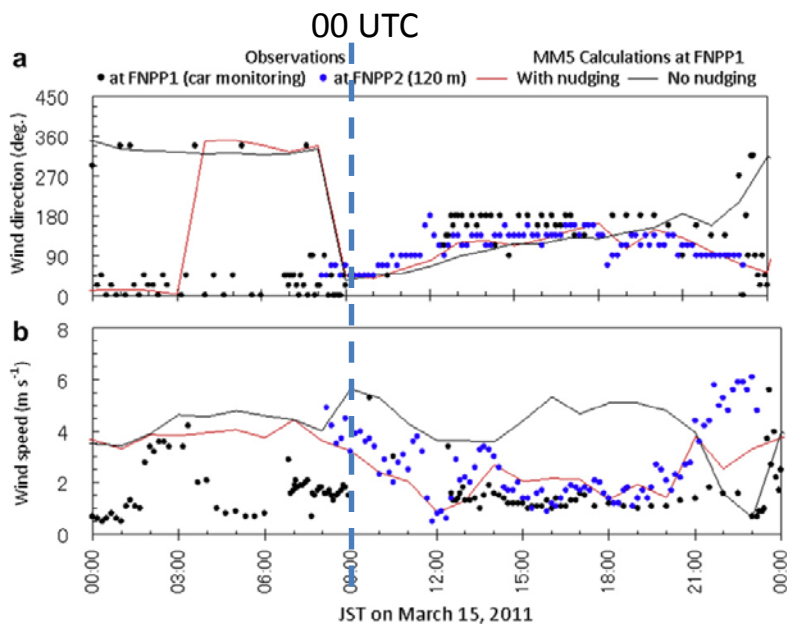 00 UTC
a
Observations
MM5 Calculations at FNPP1
at FNPP1 (car monitoring)
at FNPP2 (120 m)
With nudging
No nudging
Wind direction (deg.)
450
360
270
180
90
0
b
Wind speed (m s-1)
8
6
4
2
0
00:00
03:00
06:00
09:00
12:00
15:00
18:00
21:00
00:00
JST on March 15, 2011